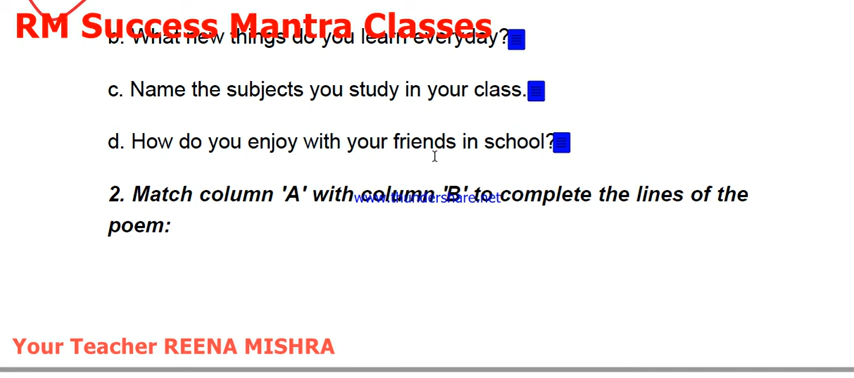 RM Success Mantra Classes
b. What new things do you learn everyday?
c. Name the subjects you study in your class.
d. How do you enjoy with your friends in school?
2. Match column 'A' with column 'B' to complete the lines of the
www.thundershare.net
poem:
Your Teacher REENA MISHRA